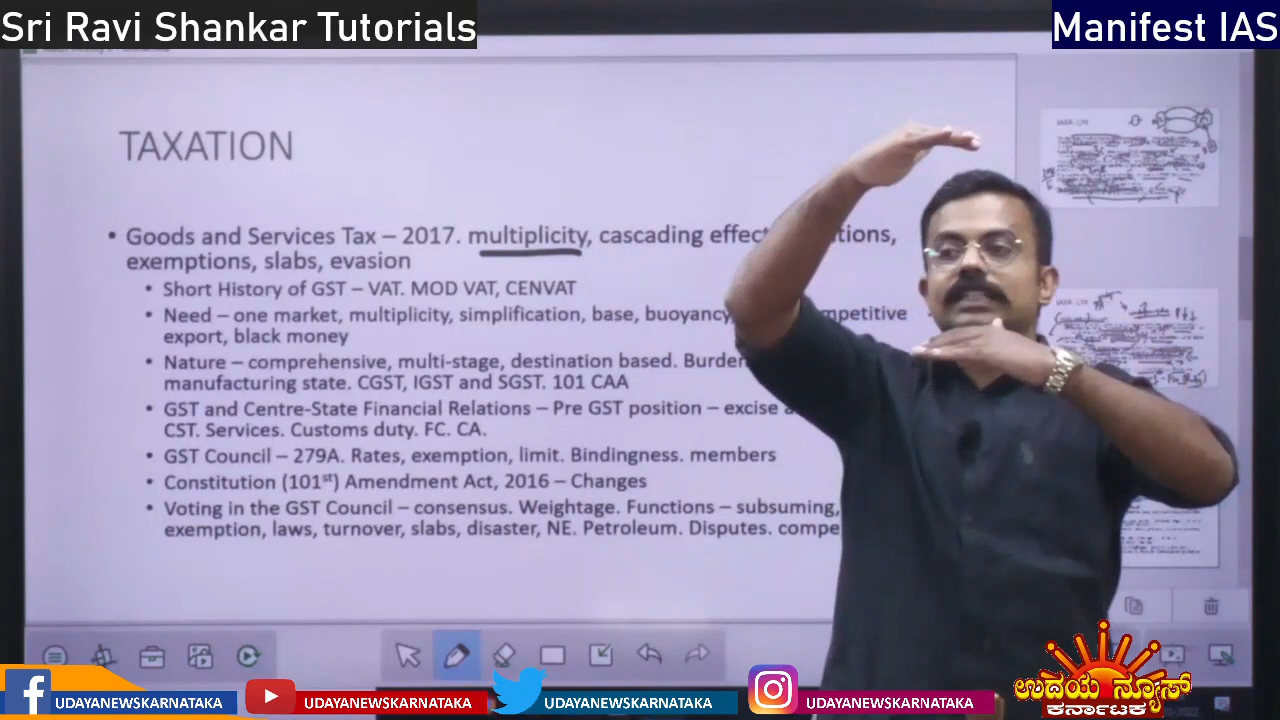 Sri Ravi Shankar Tutorials
Manifest IAS
TAXATION
• Goods and Services Tax – 2017. multiplicity, cascading effect
exemptions, slabs, evasion
• Short History of GST – VAT. MOD VAT, CENVAT
• Need – one market, multiplicity, simplification, base, buoyancy
export, black money
• Nature – comprehensive, multi-stage, destination based. Burden
manufacturing state. CGST, IGST and SGST. 101 CAA
• GST and Centre-State Financial Relations – Pre GST position – excise
CST. Services. Customs duty. FC. CA.
• GST Council – 279A. Rates, exemption, limit. Bindingness. members
• Constitution (101st) Amendment Act, 2016 – Changes
• Voting in the GST Council – consensus. Weightage. Functions – subsuming,
exemption, laws, turnover, slabs, disaster, NE. Petroleum. Disputes.
UDAYANEWSKARNATAKA
UDAYANEWSKARNATAKA
UDAYANEWSKARNATAKA
UDAYANEWSKARNATAKA
ಉದಯ ನ್ಯೂಸ್
ಕರ್ನಾಟಕ